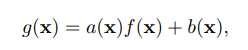 g(𝐱) = a(𝐱)f(𝐱) + b(𝐱),